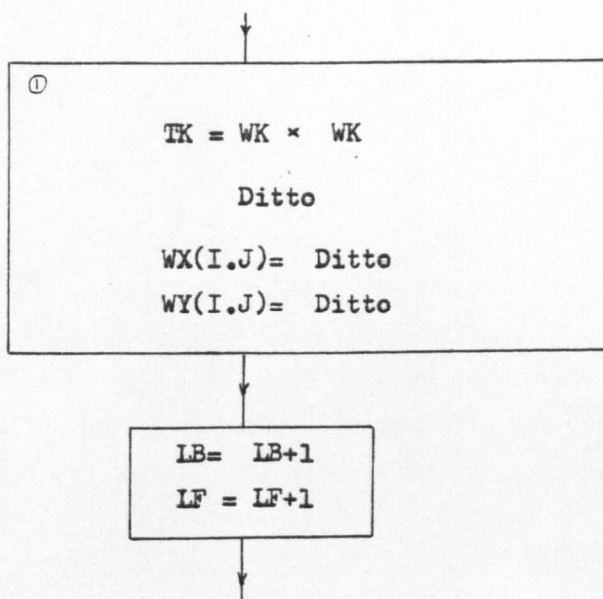 ①
TK = WK × WK
Ditto
WX(I.J)= Ditto
WY(I.J)= Ditto
LB= LB+1
LF = LF+1